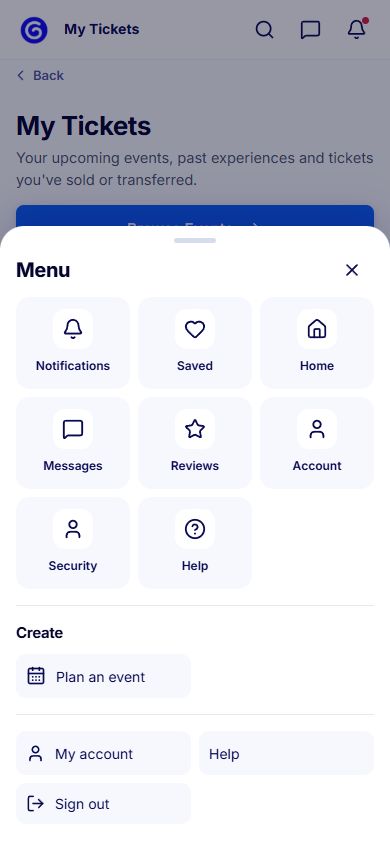 My Tickets
Back
My Tickets
Your upcoming events, past experiences and tickets
you've sold or transferred.
Menu
Notifications
Saved
Home
Messages
Reviews
Account
Security
Help
Create
Plan an event
My account
Help
Sign out